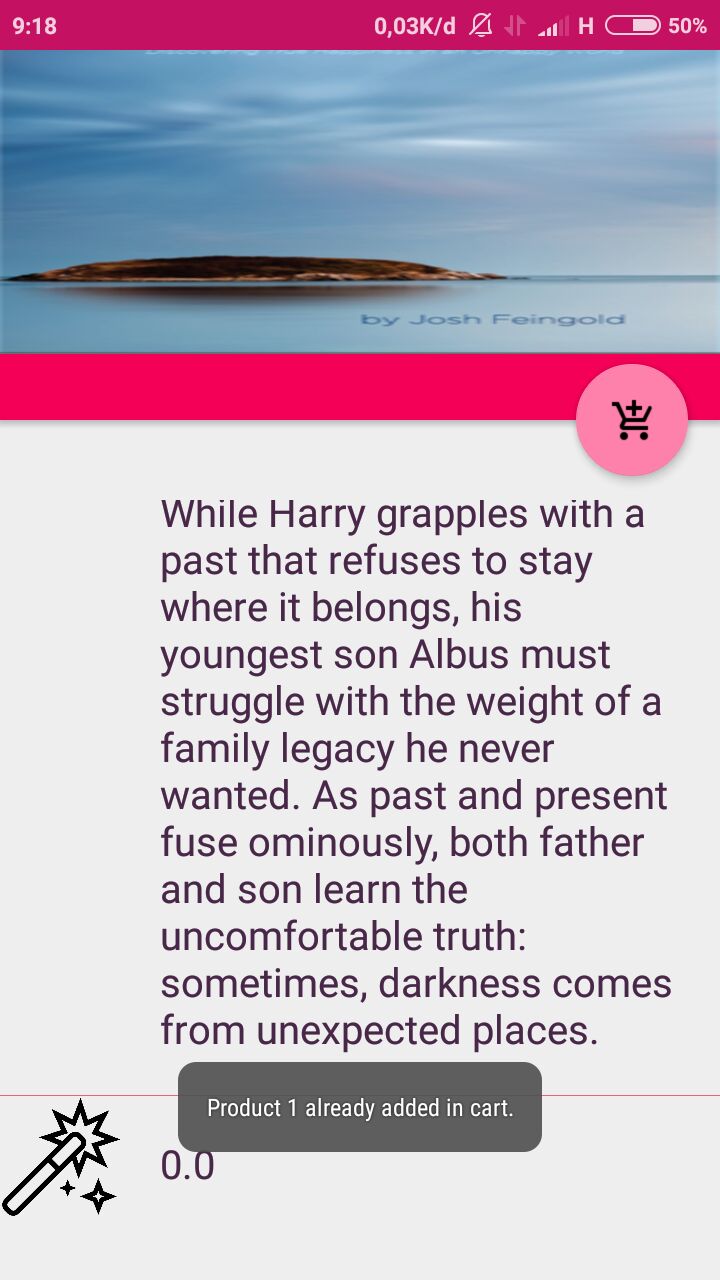 9:18 0,03K/d H 50%
by Josh Feingold
While Harry grapples with a
past that refuses to stay
where it belongs, his
youngest son Albus must
struggle with the weight of a
family legacy he never
wanted. As past and present
fuse ominously, both father
and son learn the
uncomfortable truth:
sometimes, darkness comes
from unexpected places.
Product 1 already added in cart.
0.0